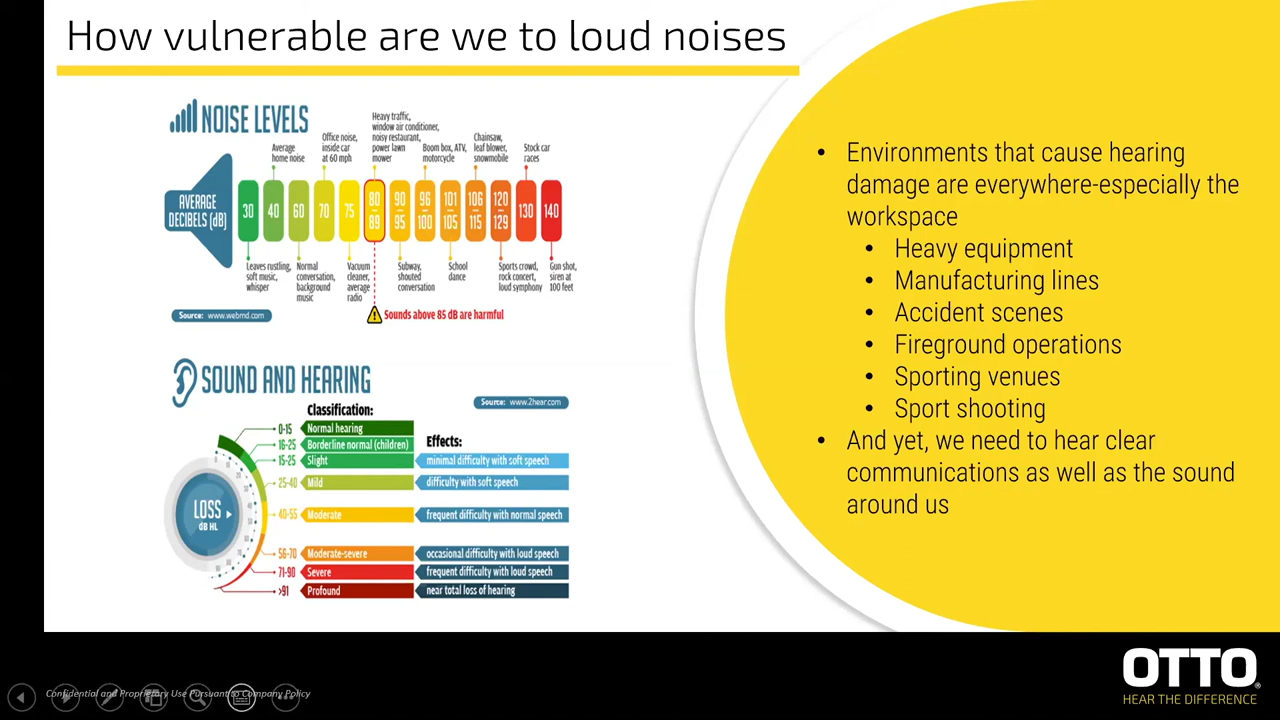 How vulnerable are we to loud noises
NOISE LEVELS
Heavy traffic,
window air conditioner,
noisy restaurant,
power lawn
mower
Average
home noise
Office noise,
inside car
at 60 mph
Boom box, ATV,
motorcycle
Chainsaw,
leaf blower,
snowmobile
Stock car
races
AVERAGE
DECIBELS (dB)
30
40
60
70
75
80
89
90
95
96
100
101
105
106
115
120
129
130
140
Leaves rustling,
soft music,
whisper
Normal
conversation,
background
music
Vacuum
cleaner,
average
radio
Subway,
shouted
conversation
School
dance
Sports crowd,
rock concert,
loud symphony
Gun shot,
siren at
100 feet
Source: www.webmd.com
Sounds above 85 dB are harmful
SOUND AND HEARING
Source: www.2hear.com
Classification:
Effects:
0-15 Normal hearing
16-25 Borderline normal (children)
15-25 Slight minimal difficulty with soft speech
25-40 Mild difficulty with soft speech
40-55 Moderate frequent difficulty with normal speech
56-70 Moderate-severe occasional difficulty with loud speech
71-90 Severe frequent difficulty with loud speech
>91 Profound near total loss of hearing
LOSS
dB HL
• Environments that cause hearing
damage are everywhere-especially the
workspace
• Heavy equipment
• Manufacturing lines
• Accident scenes
• Fireground operations
• Sporting venues
• Sport shooting
• And yet, we need to hear clear
communications as well as the sound
around us
Confidential and Proprietary Use Pursuant to Company Policy
OTTO®
HEAR THE DIFFERENCE